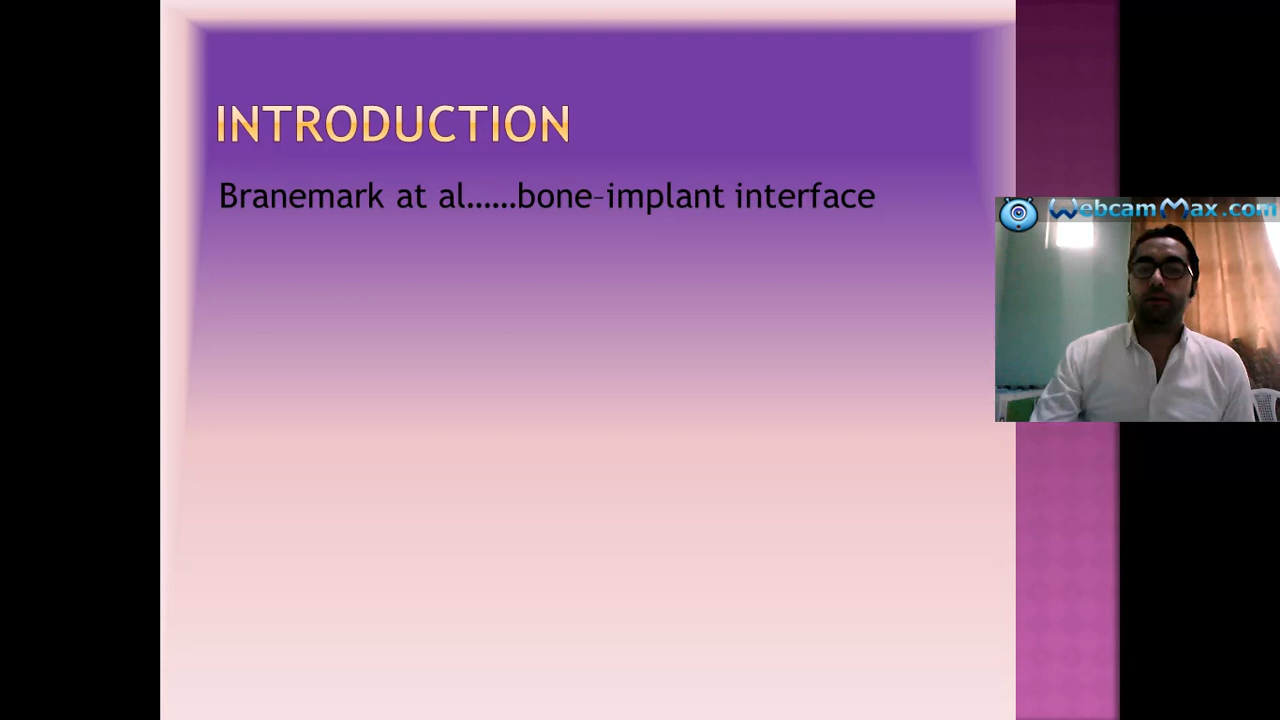 INTRODUCTION
Branemark at al……bone–implant interface
WebcamMax.com